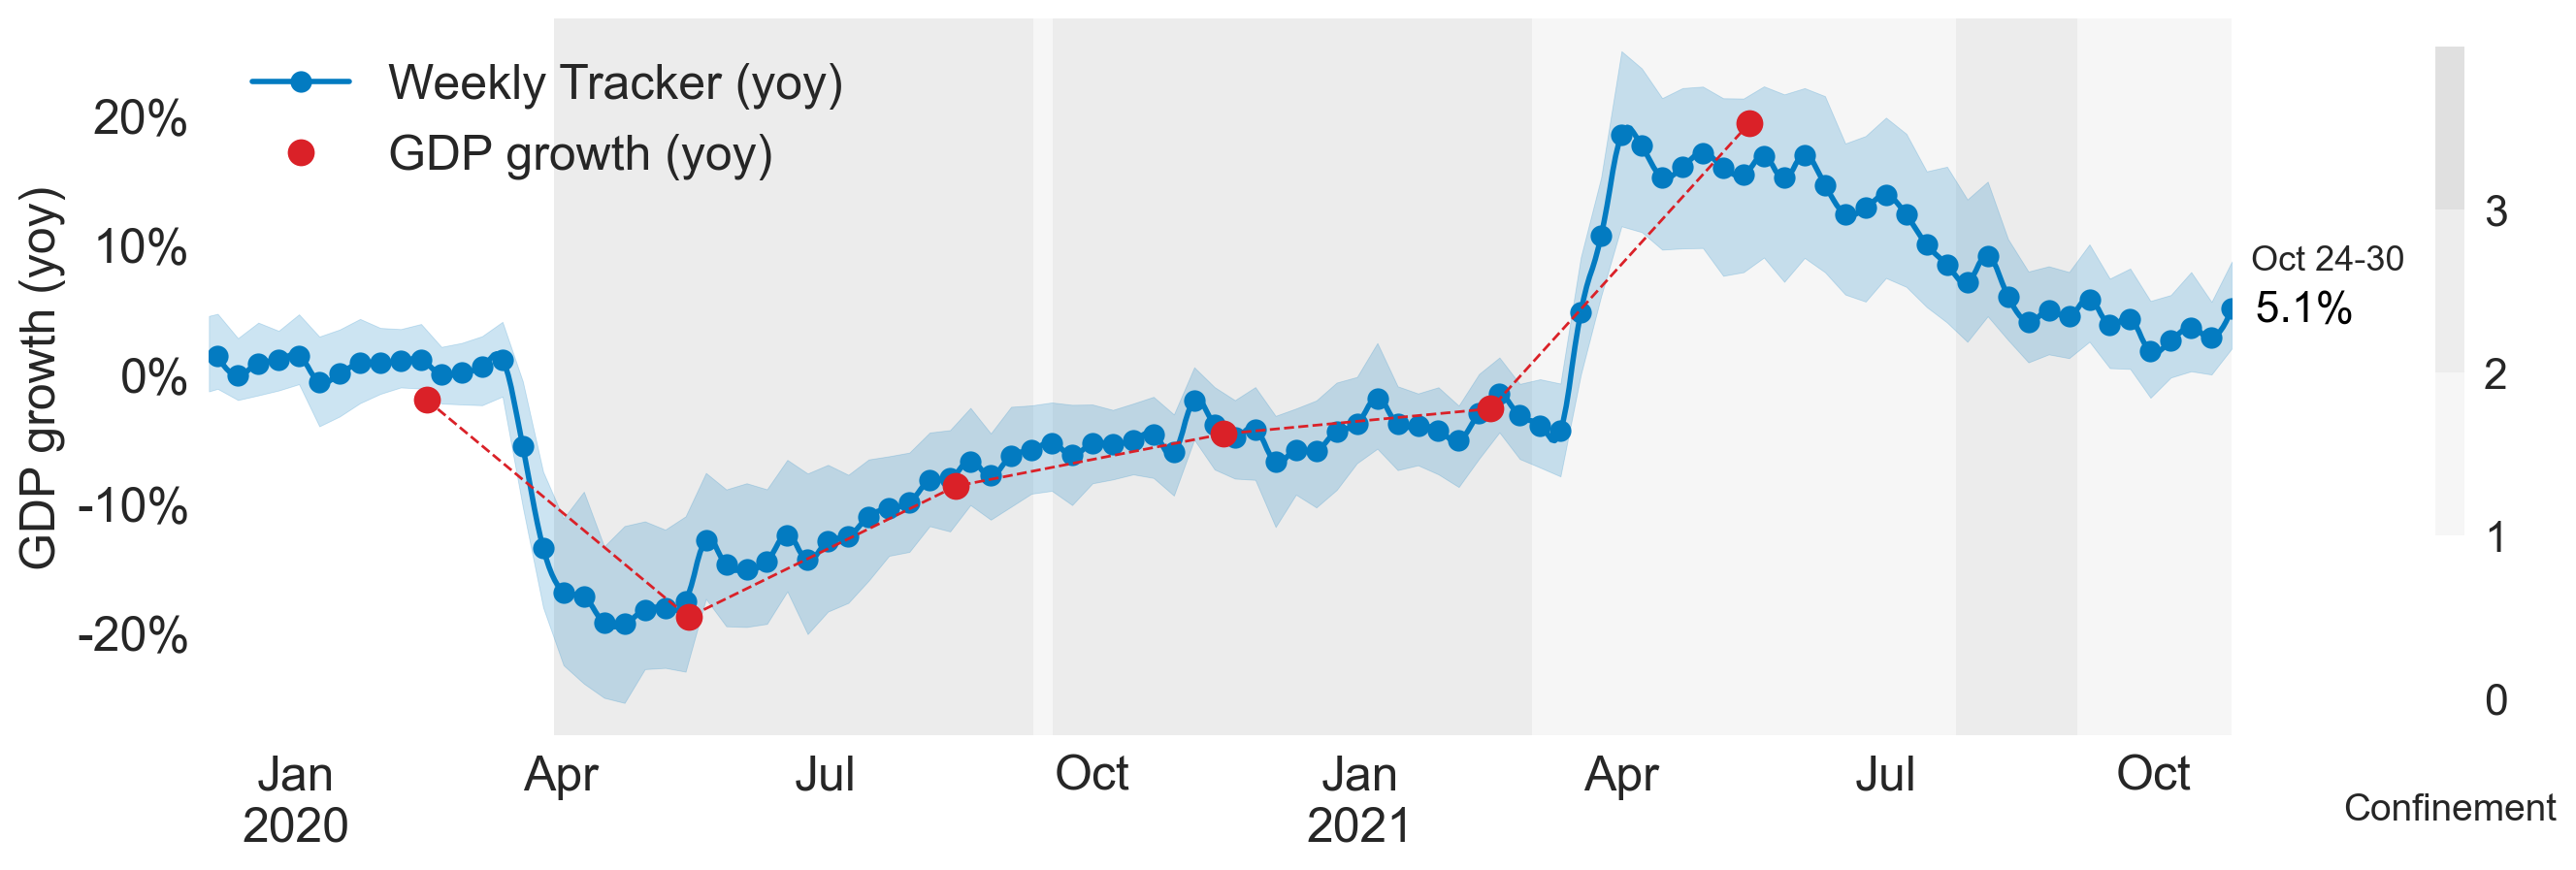 Weekly Tracker (yoy)
GDP growth (yoy)
GDP growth (yoy)
20%
10%
0%
-10%
-20%
Jan
2020
Apr
Jul
Oct
Jan
2021
Apr
Jul
Oct
Oct 24-30
5.1%
3
2
1
0
Confinement